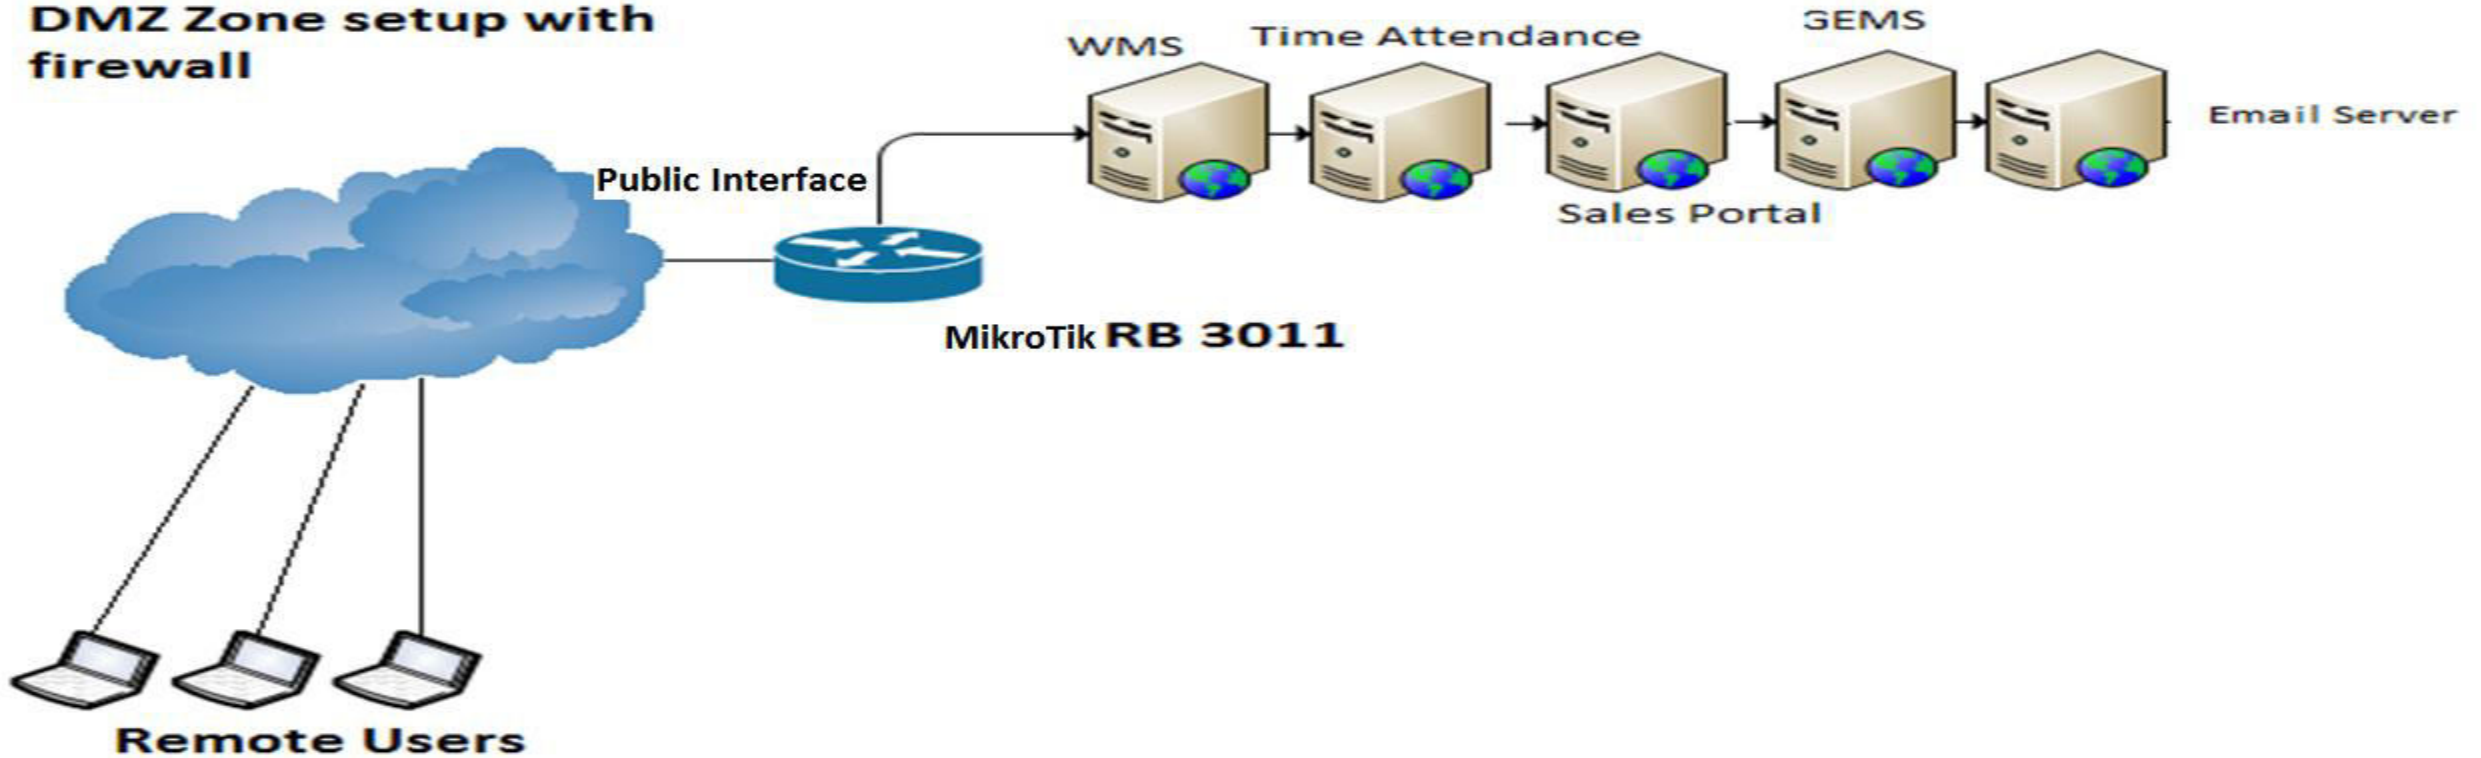 DMZ Zone setup with
firewall
WMS
Time Attendance
GEMS
Email Server
Public Interface
Sales Portal
MikroTik RB 3011
Remote Users